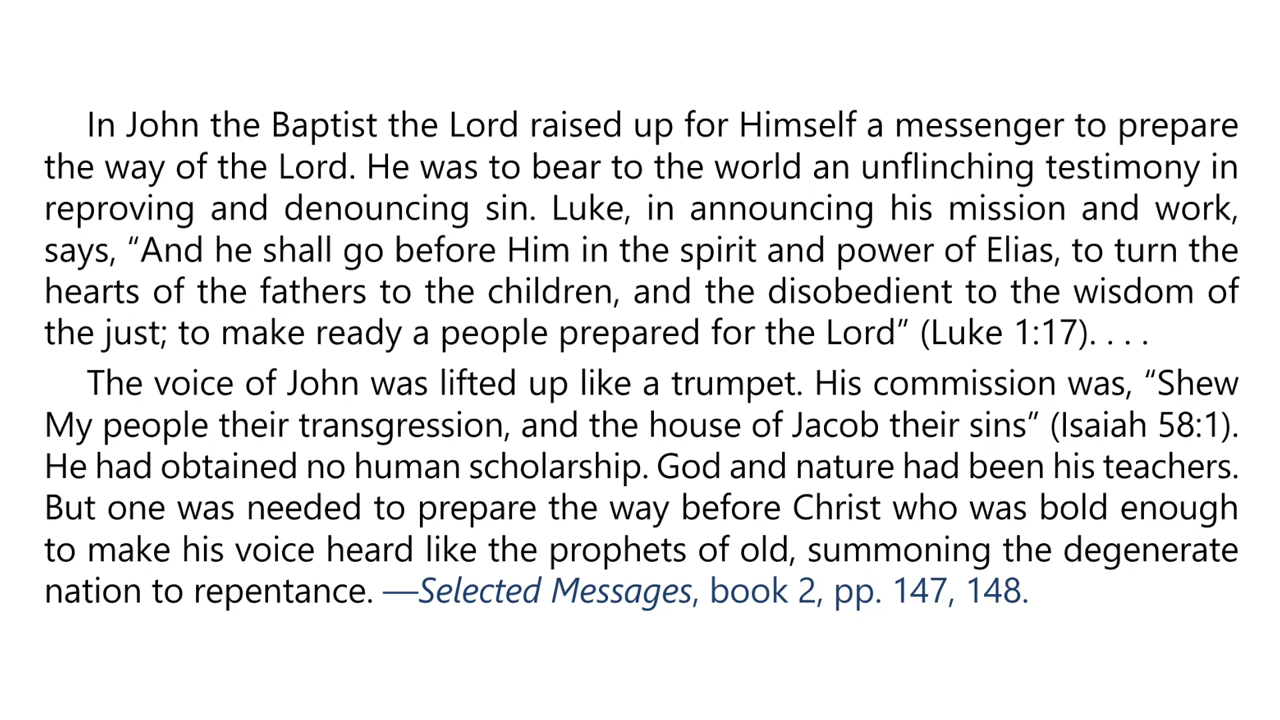 In John the Baptist the Lord raised up for Himself a messenger to prepare
the way of the Lord. He was to bear to the world an unflinching testimony in
reproving and denouncing sin. Luke, in announcing his mission and work,
says, “And he shall go before Him in the spirit and power of Elias, to turn the
hearts of the fathers to the children, and the disobedient to the wisdom of
the just; to make ready a people prepared for the Lord” (Luke 1:17). . . .
The voice of John was lifted up like a trumpet. His commission was, “Shew
My people their transgression, and the house of Jacob their sins” (Isaiah 58:1).
He had obtained no human scholarship. God and nature had been his teachers.
But one was needed to prepare the way before Christ who was bold enough
to make his voice heard like the prophets of old, summoning the degenerate
nation to repentance. —Selected Messages, book 2, pp. 147, 148.